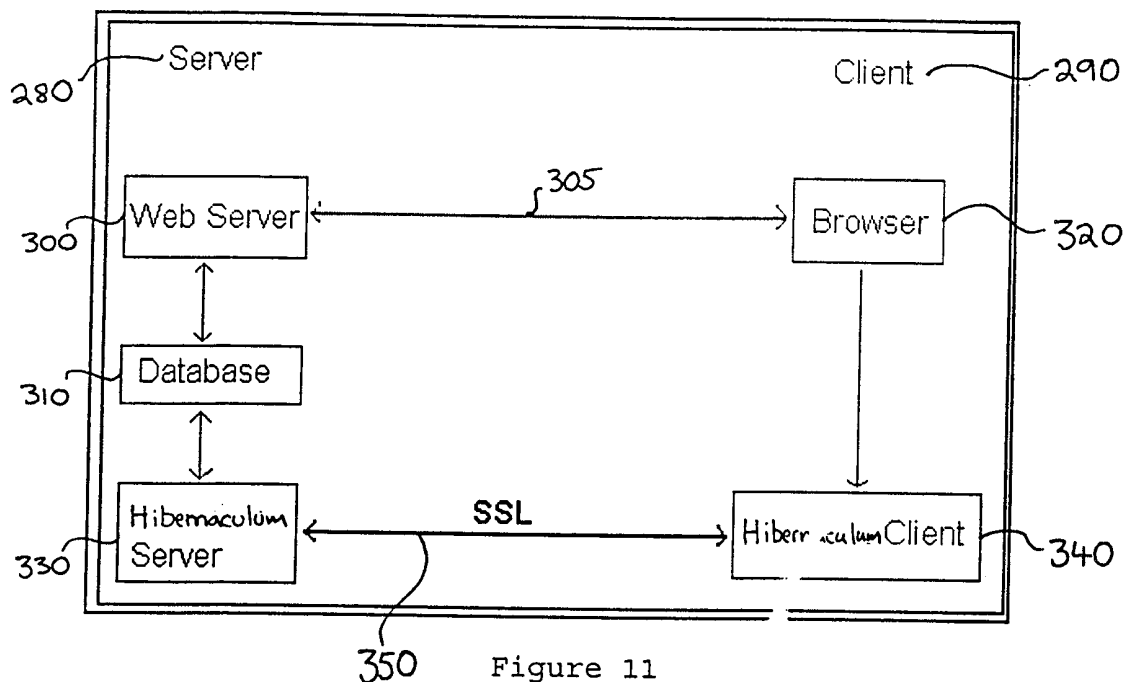 Server
280
Client
290
305
Web Server
300
Browser
320
Database
310
SSL
Hibernaculum
Server
330
Client
340
350
Figure 11